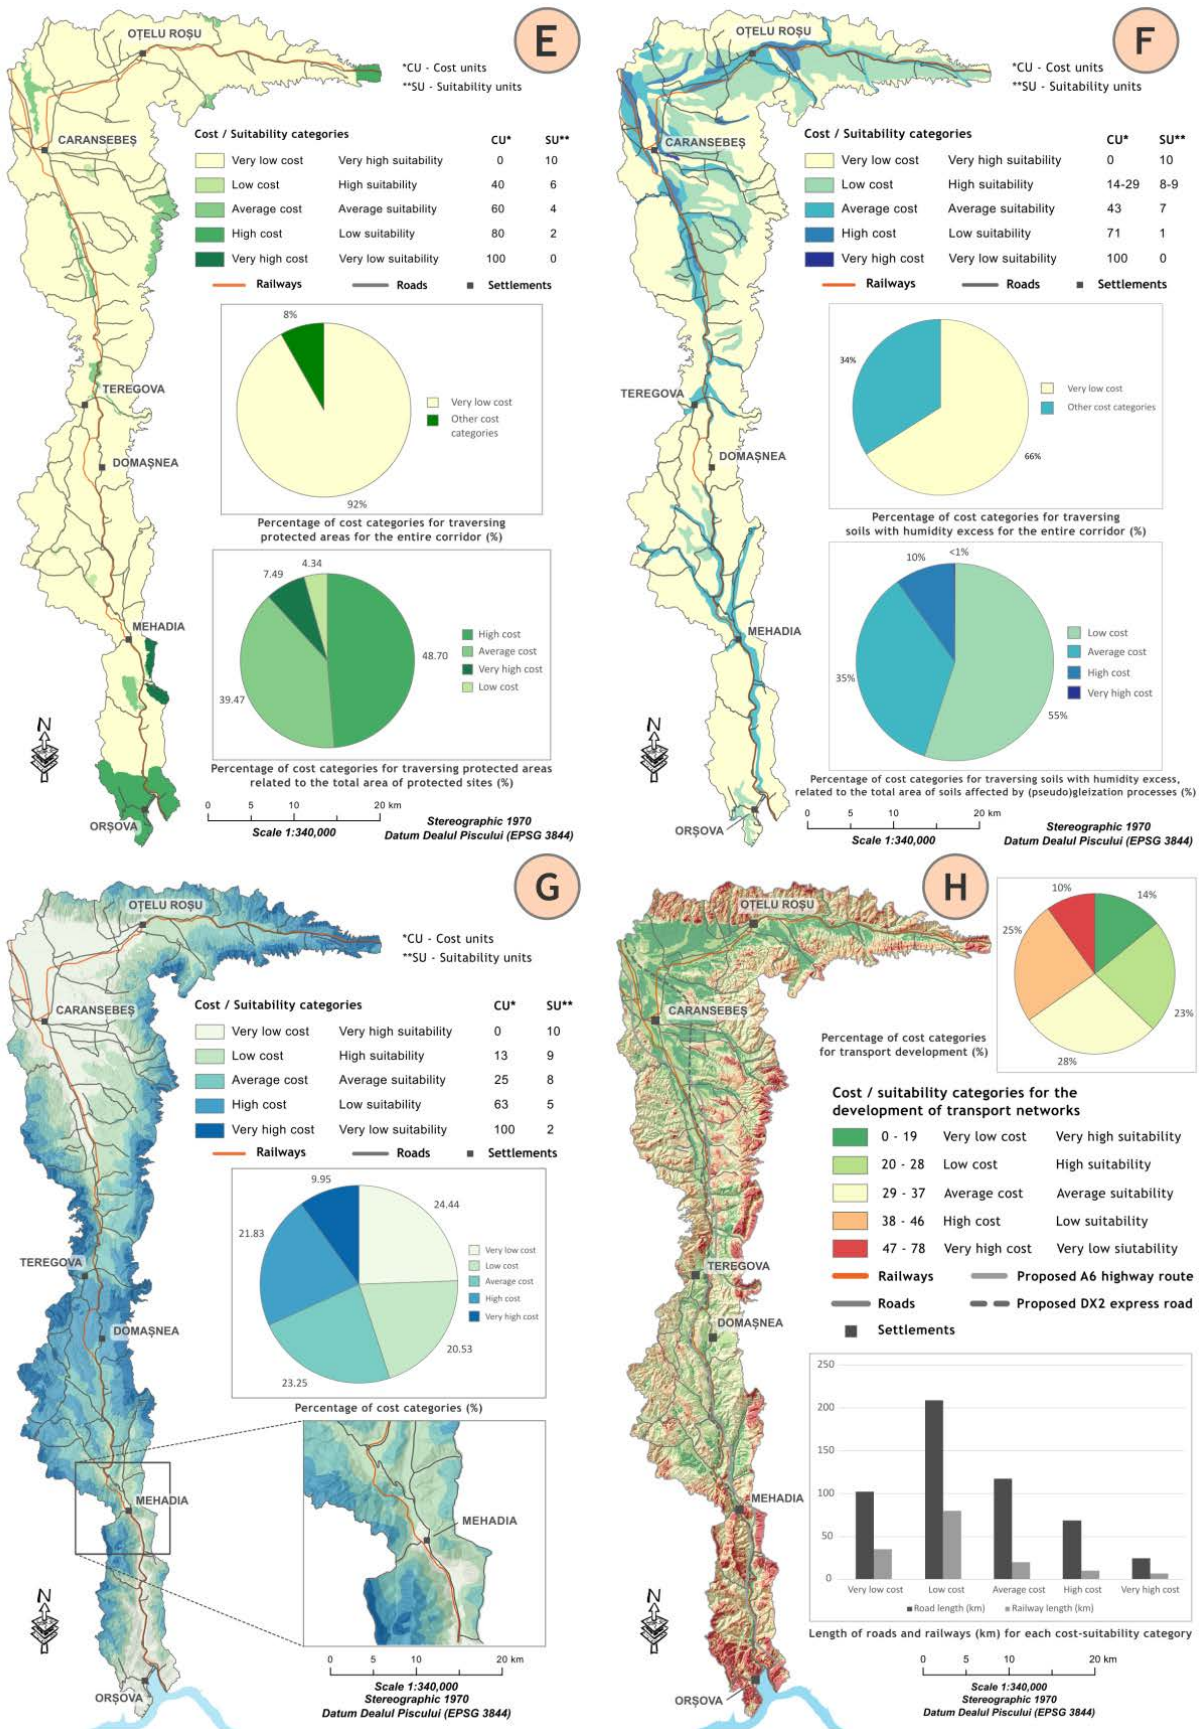 E
OȚELU ROȘU
*CU - Cost units
**SU - Suitability units
CARANSEBEȘ
Cost / Suitability categories CU* SU**
Very low cost Very high suitability 0 10
Low cost High suitability 40 6
Average cost Average suitability 60 4
High cost Low suitability 80 2
Very high cost Very low suitability 100 0
Railways Roads Settlements
8%
Very low cost
Other cost
categories
92%
Percentage of cost categories for traversing
protected areas for the entire corridor (%)
TEREGOVA
DOMAȘNEA
4.34
7.49
48.70
39.47
High cost
Average cost
Very high cost
Low cost
Percentage of cost categories for traversing protected areas
related to the total area of protected sites (%)
MEHADIA
N
ORȘOVA
0 5 10 20 km
Scale 1:340,000
Stereographic 1970
Datum Dealul Piscului (EPSG 3844)
F
OȚELU ROȘU
*CU - Cost units
**SU - Suitability units
CARANSEBEȘ
Cost / Suitability categories CU* SU**
Very low cost Very high suitability 0 10
Low cost High suitability 14-29 8-9
Average cost Average suitability 43 7
High cost Low suitability 71 1
Very high cost Very low suitability 100 0
Railways Roads Settlements
34%
Very low cost
Other cost categories
66%
Percentage of cost categories for traversing
soils with humidity excess for the entire corridor (%)
TEREGOVA
DOMAȘNEA
10% <1%
35%
55%
Low cost
Average cost
High cost
Very high cost
Percentage of cost categories for traversing soils with humidity excess,
related to the total area of soils affected by (pseudo)gleization processes (%)
MEHADIA
N
ORȘOVA
0 5 10 20 km
Scale 1:340,000
Stereographic 1970
Datum Dealul Piscului (EPSG 3844)
G
OȚELU ROȘU
*CU - Cost units
**SU - Suitability units
CARANSEBEȘ
Cost / Suitability categories CU* SU**
Very low cost Very high suitability 0 10
Low cost High suitability 13 9
Average cost Average suitability 25 8
High cost Low suitability 63 5
Very high cost Very low suitability 100 2
Railways Roads Settlements
9.95
24.44
21.83
20.53
23.25
Very low cost
Low cost
Average cost
High cost
Very high cost
Percentage of cost categories (%)
TEREGOVA
DOMAȘNEA
MEHADIA
MEHADIA
N
ORȘOVA
0 5 10 20 km
Scale 1:340,000
Stereographic 1970
Datum Dealul Piscului (EPSG 3844)
H
OȚELU ROȘU
CARANSEBEȘ
10% 14%
25%
23%
28%
Percentage of cost categories
for transport development (%)
Cost / suitability categories for the
development of transport networks
0 - 19 Very low cost Very high suitability
20 - 28 Low cost High suitability
29 - 37 Average cost Average suitability
38 - 46 High cost Low suitability
47 - 78 Very high cost Very low siutability
Railways Proposed A6 highway route
Roads Proposed DX2 express road
Settlements
TEREGOVA
DOMAȘNEA
MEHADIA
250
200
150
100
50
0
Very low cost Low cost Average cost High cost Very high cost
Road length (km) Railway length (km)
Length of roads and railways (km) for each cost-suitability category
N
ORȘOVA
0 5 10 20 km
Scale 1:340,000
Stereographic 1970
Datum Dealul Piscului (EPSG 3844)